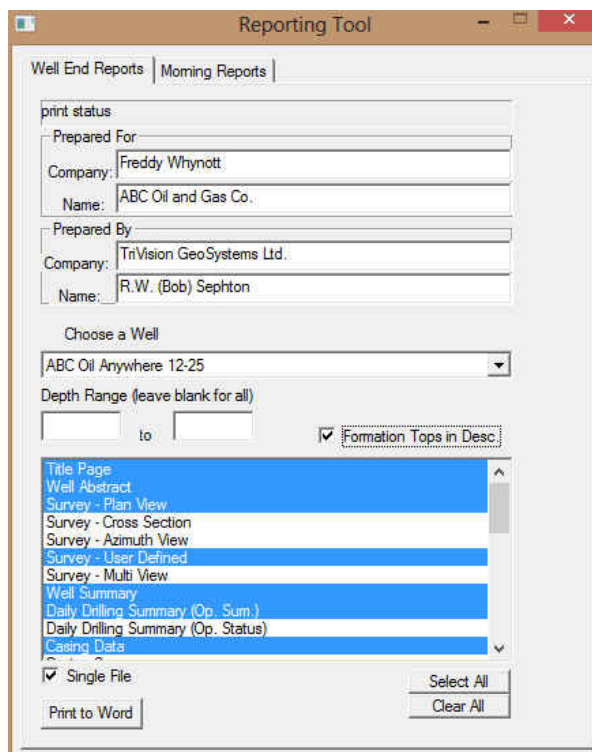 Reporting Tool
Well End Reports Morning Reports
print status
Prepared For
Company: Freddy Whynott
Name: ABC Oil and Gas Co.
Prepared By
Company: TriVision GeoSystems Ltd.
Name: R.W. (Bob) Sephton
Choose a Well
ABC Oil Anywhere 12-25
Depth Range (leave blank for all)
to
Formation Tops in Desc.
Title Page
Well Abstract
Survey - Plan View
Survey - Cross Section
Survey - Azimuth View
Survey - User Defined
Survey - Multi View
Well Summary
Daily Drilling Summary (Op. Sum.)
Daily Drilling Summary (Op. Status)
Casing Data
Single File
Select All
Print to Word
Clear All